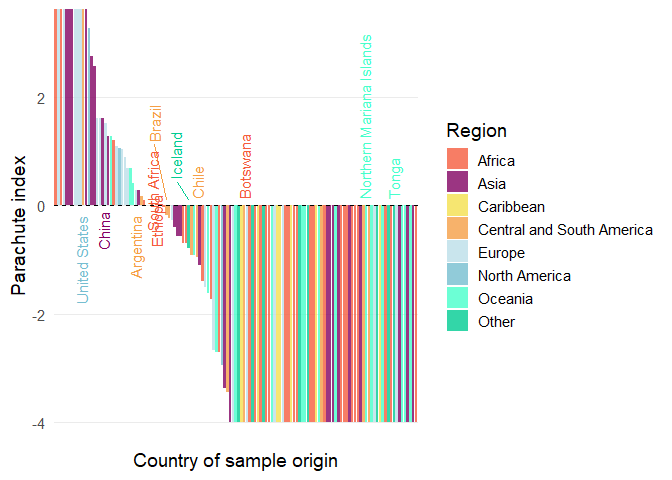 Parachute index
2
0
-2
-4
United States
China
Argentina
Ethiopia
South Africa
Brazil
Iceland
Chile
Botswana
Northern Mariana Islands
Tonga
Country of sample origin
Region
Africa
Asia
Caribbean
Central and South America
Europe
North America
Oceania
Other